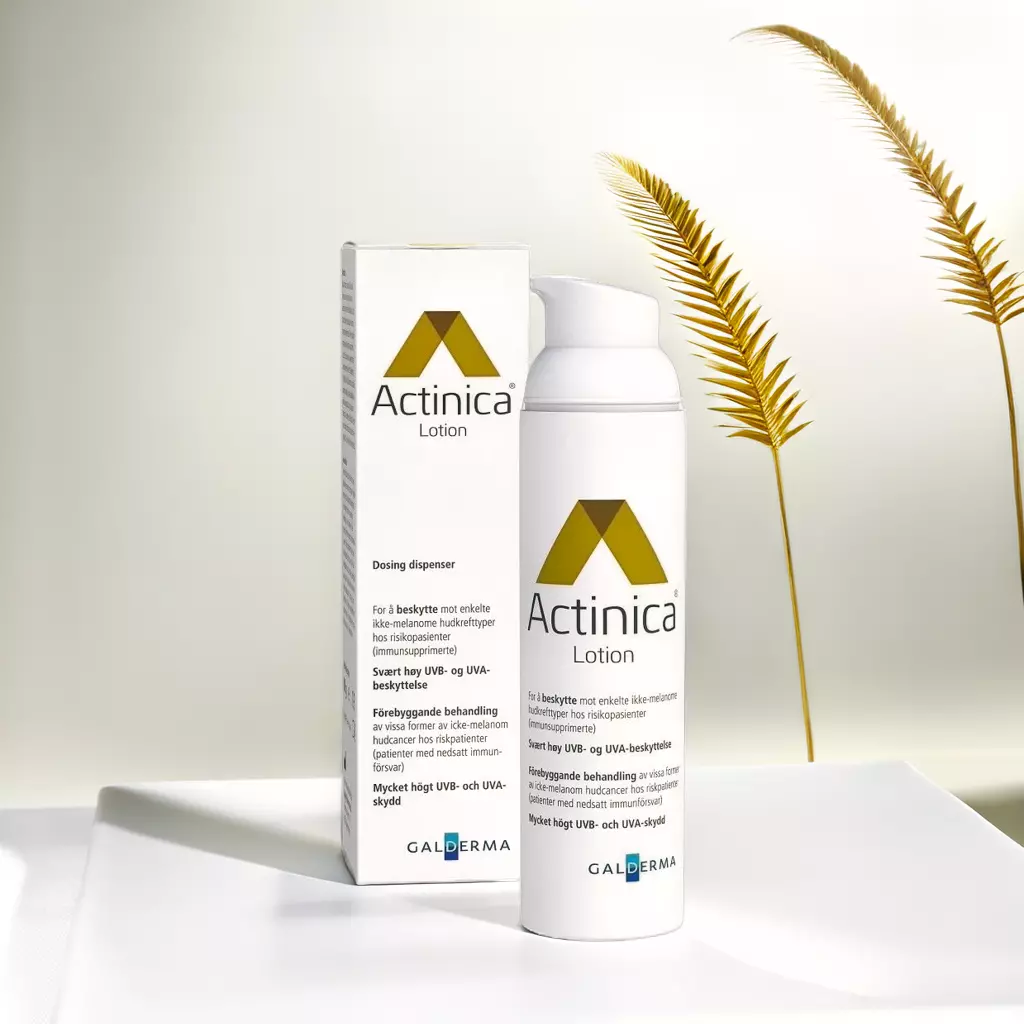 Actinica®
Lotion
Dosing dispenser
For å beskytte mot enkelte
ikke-melanome hudkrefttyper
hos risikopasienter
(immunsupprimerte)
Svært høy UVB- og UVA-
beskyttelse
Förebyggande behandling
av vissa former av icke-melanom
hudcancer hos riskpatienter
(patienter med nedsatt immun-
försvar)
Mycket högt UVB- och UVA-
skydd
GALDERMA
Actinica®
Lotion
For å beskytte mot enkelte ikke-melanome
hudkrefttyper hos risikopasienter
(immunsupprimerte)
Svært høy UVB- og UVA-beskyttelse
Förebyggande behandling av vissa former
av icke-melanom hudcancer hos riskpatienter
(patienter med nedsatt immunförsvar)
Mycket högt UVB- och UVA-skydd
GALDERMA